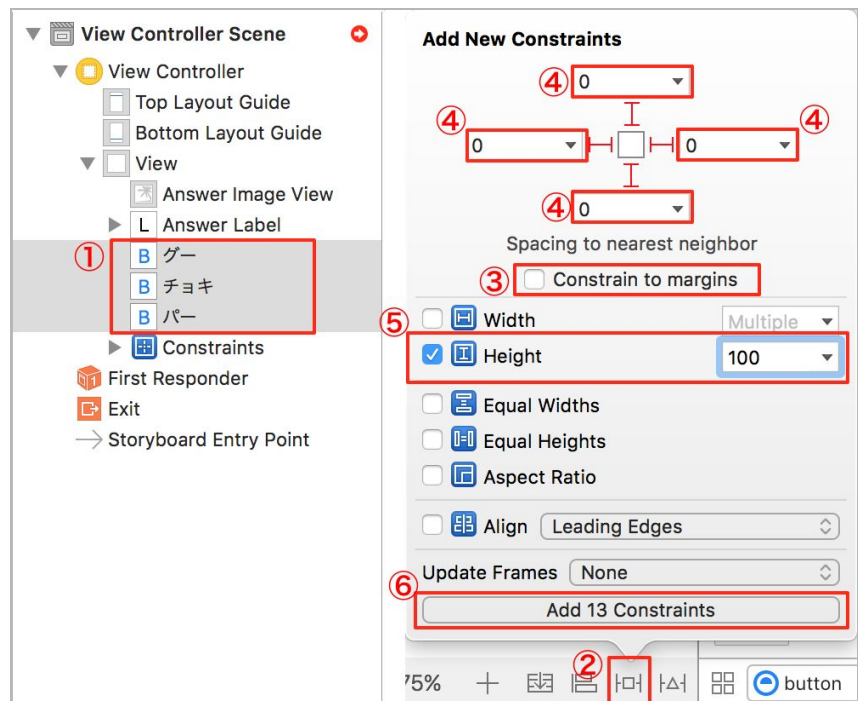 View Controller Scene
View Controller
Top Layout Guide
Bottom Layout Guide
View
Answer Image View
L Answer Label
①
B グー
B チョキ
B パー
Constraints
First Responder
Exit
Storyboard Entry Point
Add New Constraints
④ 0
④ 0
0 ④
④ 0
Spacing to nearest neighbor
③ Constrain to margins
⑤ Width Multiple
Height 100
Equal Widths
Equal Heights
Aspect Ratio
Align Leading Edges
Update Frames None
⑥ Add 13 Constraints
②
75% button